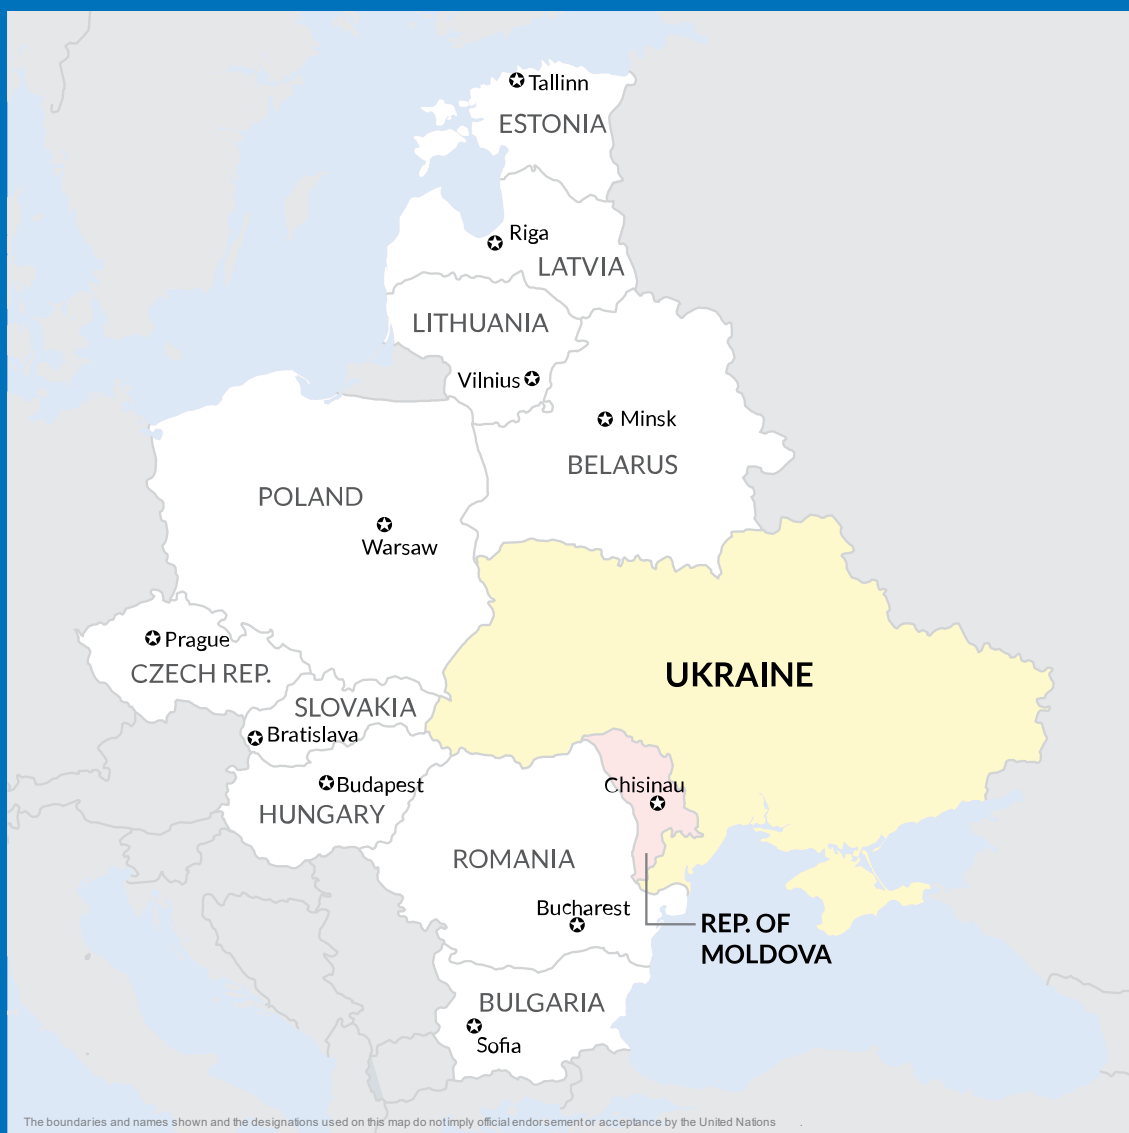 Tallinn
ESTONIA
Riga
LATVIA
LITHUANIA
Vilnius
Minsk
BELARUS
POLAND
Warsaw
Prague
CZECH REP.
UKRAINE
SLOVAKIA
Bratislava
Budapest
HUNGARY
Chisinau
ROMANIA
Bucharest
REP. OF
MOLDOVA
BULGARIA
Sofia
The boundaries and names shown and the designations used on this map do not imply official endorsement or acceptance by the United Nations .